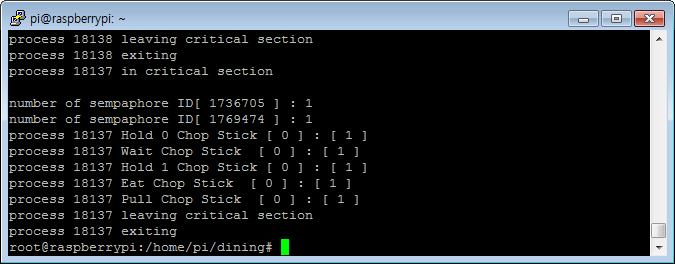 pi@raspberrypi: ~
process 18138 leaving critical section
process 18138 exiting
process 18137 in critical section
number of sempaphore ID[ 1736705 ] : 1
number of sempaphore ID[ 1769474 ] : 1
process 18137 Hold 0 Chop Stick [ 0 ] : [ 1 ]
process 18137 Wait Chop Stick  [ 0 ] : [ 1 ]
process 18137 Hold 1 Chop Stick [ 0 ] : [ 1 ]
process 18137 Eat Chop Stick  [ 0 ] : [ 1 ]
process 18137 Pull Chop Stick  [ 0 ] : [ 1 ]
process 18137 leaving critical section
process 18137 exiting
root@raspberrypi:/home/pi/dining#